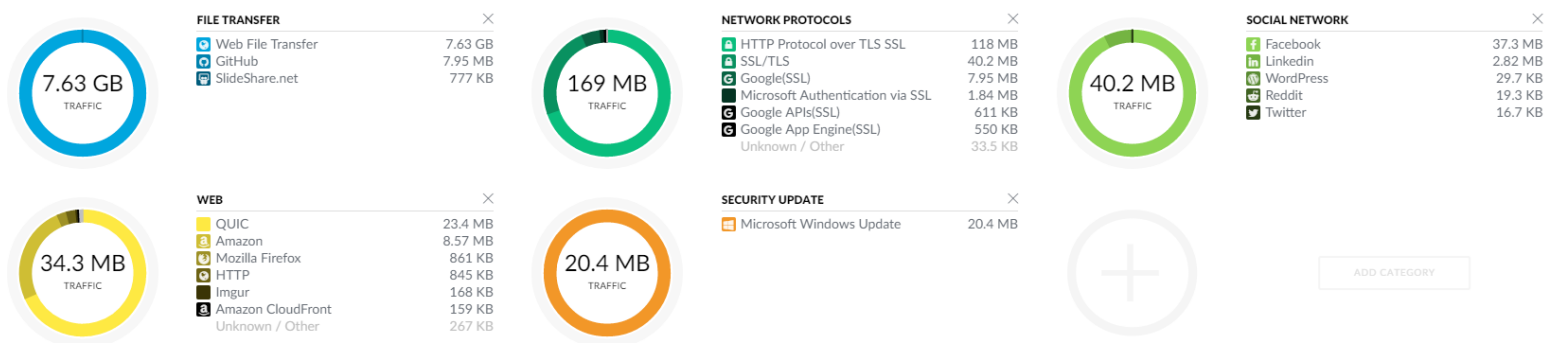 7.63 GB
TRAFFIC
FILE TRANSFER
Web File Transfer 7.63 GB
GitHub 7.95 MB
SlideShare.net 777 KB
169 MB
TRAFFIC
NETWORK PROTOCOLS
HTTP Protocol over TLS SSL 118 MB
SSL/TLS 40.2 MB
Google(SSL) 7.95 MB
Microsoft Authentication via SSL 1.84 MB
Google APIs(SSL) 611 KB
Google App Engine(SSL) 550 KB
Unknown / Other 33.5 KB
40.2 MB
TRAFFIC
SOCIAL NETWORK
Facebook 37.3 MB
Linkedin 2.82 MB
WordPress 29.7 KB
Reddit 19.3 KB
Twitter 16.7 KB
34.3 MB
TRAFFIC
WEB
QUIC 23.4 MB
Amazon 8.57 MB
Mozilla Firefox 861 KB
HTTP 845 KB
Imgur 168 KB
Amazon CloudFront 159 KB
Unknown / Other 267 KB
20.4 MB
TRAFFIC
SECURITY UPDATE
Microsoft Windows Update 20.4 MB
ADD CATEGORY